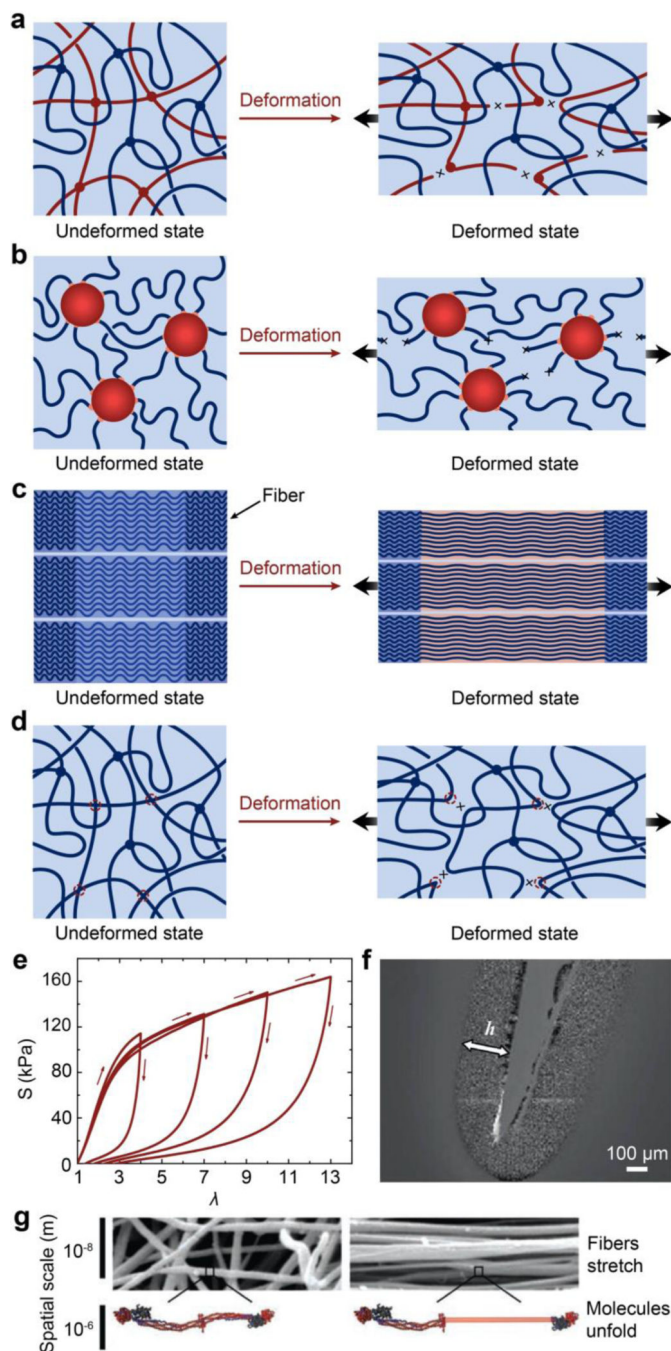 a
Deformation
Undeformed state
Deformed state
b
Deformation
Undeformed state
Deformed state
c
Fiber
Deformation
Undeformed state
Deformed state
d
Deformation
Undeformed state
Deformed state
e
S (kPa)
160
120
80
40
0
1 3 5 7 9 11 13
λ
f
h
100 μm
g
Spatial scale (m)
10⁻⁸
Fibers
stretch
10⁻⁶
Molecules
unfold